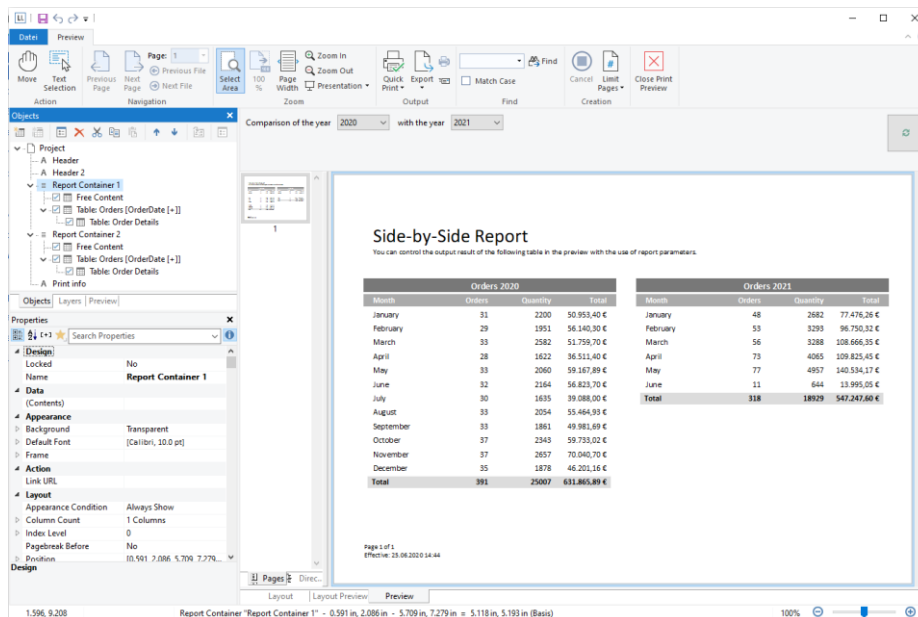 LL
Datei Preview
Move
Text Selection
Action
Previous Page
Next Page
Page: 1
Previous File
Next File
Navigation
Select Area
100 %
Page Width
Zoom In
Zoom Out
Presentation
Zoom
Quick Print
Export
Output
Find
Match Case
Find
Cancel
Limit Pages
Creation
Close Print Preview
Objects
Project
A Header
A Header 2
Report Container 1
Free Content
Table: Orders [OrderDate [+]]
Table: Order Details
Report Container 2
Free Content
Table: Orders [OrderDate [+]]
Table: Order Details
A Print info
Objects Layers Preview
Properties
Search Properties
Design
Locked No
Name Report Container 1
Data
(Contents)
Appearance
Background Transparent
Default Font [Calibri, 10.0 pt]
Frame
Action
Link URL
Layout
Appearance Condition Always Show
Column Count 1 Columns
Index Level 0
Pagebreak Before No
Position [0.591, 2.086, 5.709, 7.279...
Design
Comparison of the year 2020 with the year 2021
1
Side-by-Side Report
You can control the output result of the following table in the preview with the use of report parameters.
Orders 2020
Month Orders Quantity Total
January 31 2200 50.953,40 €
February 29 1951 56.140,30 €
March 33 2582 51.759,70 €
April 28 1622 36.511,40 €
May 33 2060 59.167,89 €
June 32 2164 56.823,70 €
July 30 1635 39.088,00 €
August 33 2054 55.464,93 €
September 33 1861 49.981,69 €
October 37 2343 59.733,02 €
November 37 2657 70.040,70 €
December 35 1878 46.201,16 €
Total 391 25007 631.865,89 €
Orders 2021
Month Orders Quantity Total
January 48 2682 77.476,26 €
February 53 3293 96.750,32 €
March 56 3288 108.666,35 €
April 73 4065 109.825,45 €
May 77 4957 140.534,17 €
June 11 644 13.995,05 €
Total 318 18929 547.247,60 €
Page 1 of 1
Effective: 23.06.2020 14:44
Pages Direc...
Layout Layout Preview Preview
1.596, 9.208 Report Container "Report Container 1" - 0.591 in, 2.086 in - 5.709 in, 7.279 in = 5.118 in, 5.193 in (Basis) 100%